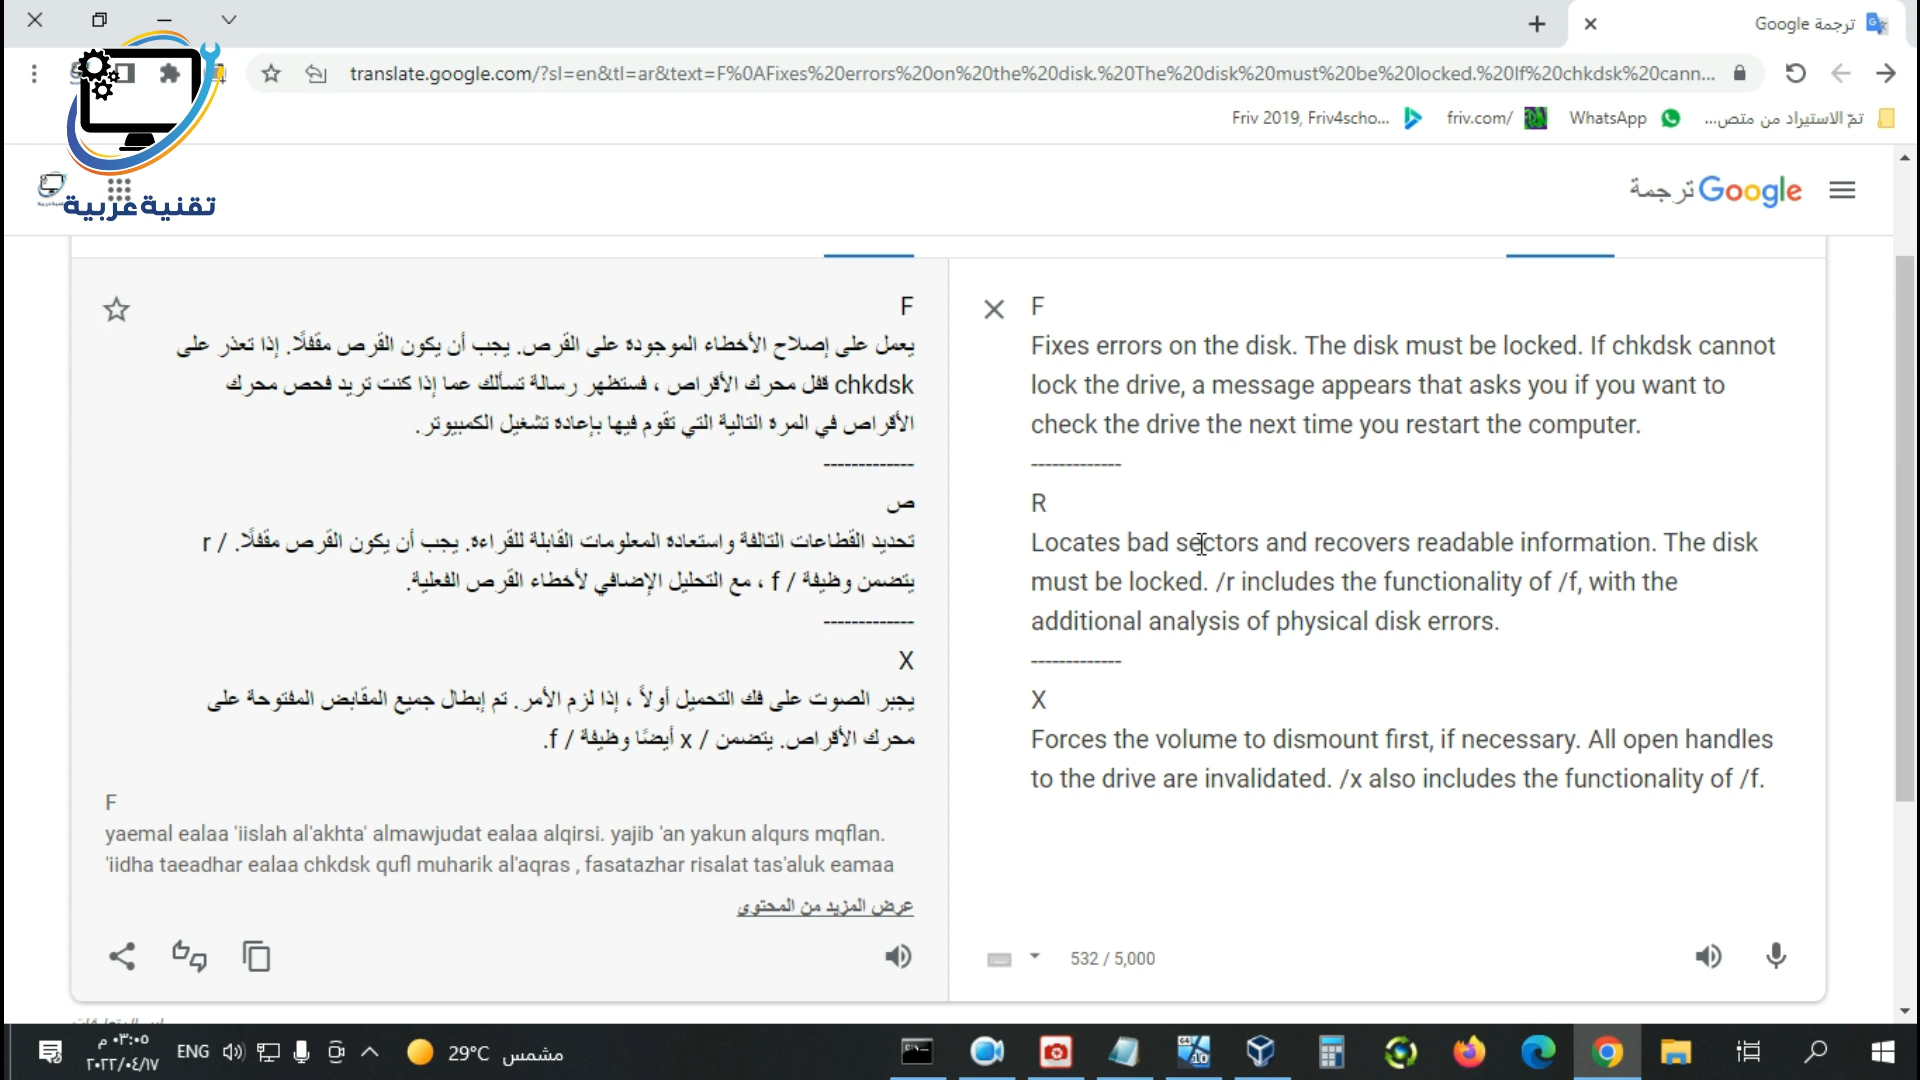 ترجمة Google
translate.google.com/?sl=en&tl=ar&text=F%0AFixes%20errors%20on%20the%20disk.%20The%20disk%20must%20be%20locked.%20If%20chkdsk%20cann...
تمّ الاستيراد من متص...
WhatsApp
friv.com/
Friv 2019, Friv4scho...
Google ترجمة
تقنية عربية
F
Fixes errors on the disk. The disk must be locked. If chkdsk cannot
lock the drive, a message appears that asks you if you want to
check the drive the next time you restart the computer.
-------------
R
Locates bad sectors and recovers readable information. The disk
must be locked. /r includes the functionality of /f, with the
additional analysis of physical disk errors.
-------------
X
Forces the volume to dismount first, if necessary. All open handles
to the drive are invalidated. /x also includes the functionality of /f.
532 / 5,000
F
يعمل على إصلاح الأخطاء الموجودة على القرص. يجب أن يكون القرص مقفلًا. إذا تعذر على
chkdsk قفل محرك الأقراص ، فستظهر رسالة تسألك عما إذا كنت تريد فحص محرك
الأقراص في المرة التالية التي تقوم فيها بإعادة تشغيل الكمبيوتر.
-------------
ص
تحديد القطاعات التالفة واستعادة المعلومات القابلة للقراءة. يجب أن يكون القرص مقفلًا. / r
يتضمن وظيفة / f ، مع التحليل الإضافي لأخطاء القرص الفعلية.
-------------
X
يجبر الصوت على فك التحميل أولاً ، إذا لزم الأمر. تم إبطال جميع المقابض المفتوحة على
محرك الأقراص. يتضمن / x أيضًا وظيفة / f.
F
yaemal ealaa 'iislah al'akhta' almawjudat ealaa alqirsi. yajib 'an yakun alqurs mqflan.
'iidha taeadhar ealaa chkdsk qufl muharik al'aqras , fasatazhar risalat tas'aluk eamaa
عرض المزيد من المحتوى
مشمس 29°C
ENG
٠٣:٠٥ م
٢٠٢٢/٠٤/١٧